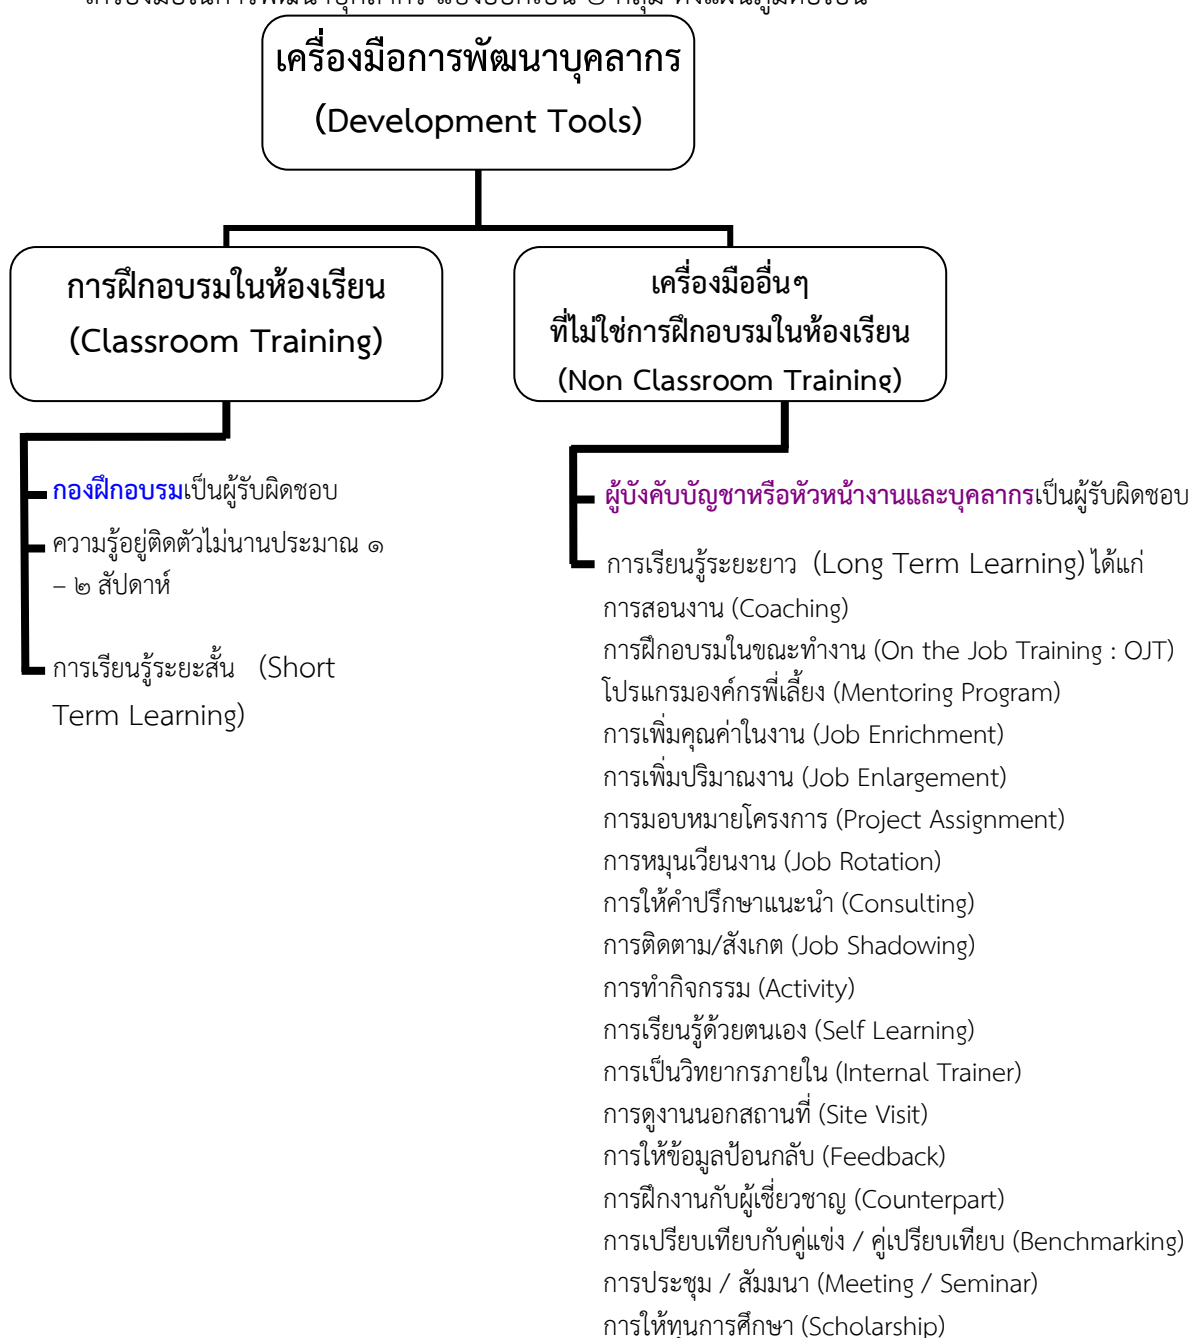 เครื่องมือการพัฒนาบุคลากร
(Development Tools)
การฝึกอบรมในห้องเรียน
(Classroom Training)
เครื่องมืออื่นๆ
ที่ไม่ใช่การฝึกอบรมในห้องเรียน
(Non Classroom Training)
กองฝึกอบรมเป็นผู้รับผิดชอบ
ความรู้อยู่ติดตัวไม่นานประมาณ ๑
– ๒ สัปดาห์
การเรียนรู้ระยะสั้น (Short
Term Learning)
ผู้บังคับบัญชาหรือหัวหน้างานและบุคลากรเป็นผู้รับผิดชอบ
การเรียนรู้ระยะยาว (Long Term Learning) ได้แก่
การสอนงาน (Coaching)
การฝึกอบรมในขณะทำงาน (On the Job Training : OJT)
โปรแกรมองค์กรพี่เลี้ยง (Mentoring Program)
การเพิ่มคุณค่าในงาน (Job Enrichment)
การเพิ่มปริมาณงาน (Job Enlargement)
การมอบหมายโครงการ (Project Assignment)
การหมุนเวียนงาน (Job Rotation)
การให้คำปรึกษาแนะนำ (Consulting)
การติดตาม/สังเกต (Job Shadowing)
การทำกิจกรรม (Activity)
การเรียนรู้ด้วยตนเอง (Self Learning)
การเป็นวิทยากรภายใน (Internal Trainer)
การดูงานนอกสถานที่ (Site Visit)
การให้ข้อมูลป้อนกลับ (Feedback)
การฝึกงานกับผู้เชี่ยวชาญ (Counterpart)
การเปรียบเทียบกับคู่แข่ง / คู่เปรียบเทียบ (Benchmarking)
การประชุม / สัมมนา (Meeting / Seminar)
การให้ทุนการศึกษา (Scholarship)